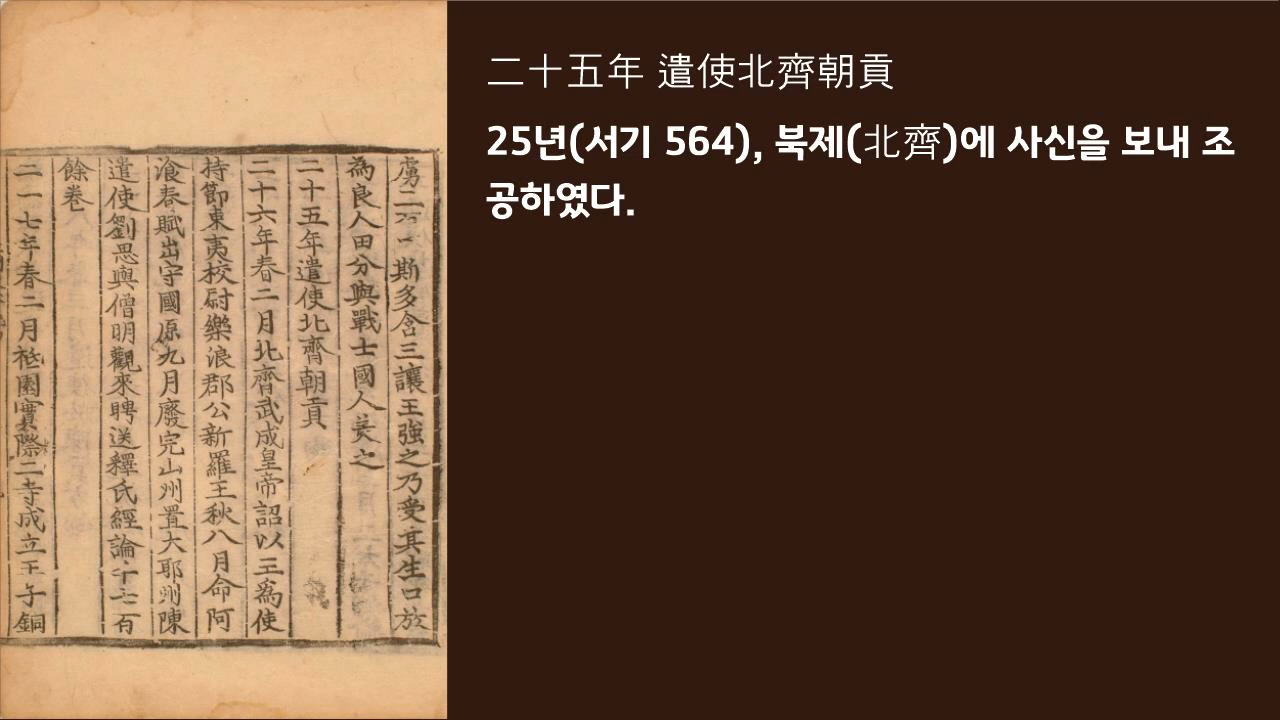 虜二 斯多含三讓王強之乃受其生口放
為良人田分與戰士國人美之
二十五年遣使北齊朝貢
二十六年春二月北齊武成皇帝詔以王爲使
持節東夷校尉樂浪郡公新羅王秋八月命阿
飡春賦出守國原九月廢完山州置大耶州陳
遣使劉思與僧明觀來聘送釋氏經論千七百
餘卷
二十七年春二月祇園實際二寺成立王子銅
二十五年 遣使北齊朝貢
25년(서기 564), 북제(北齊)에 사신을 보내 조
공하였다.